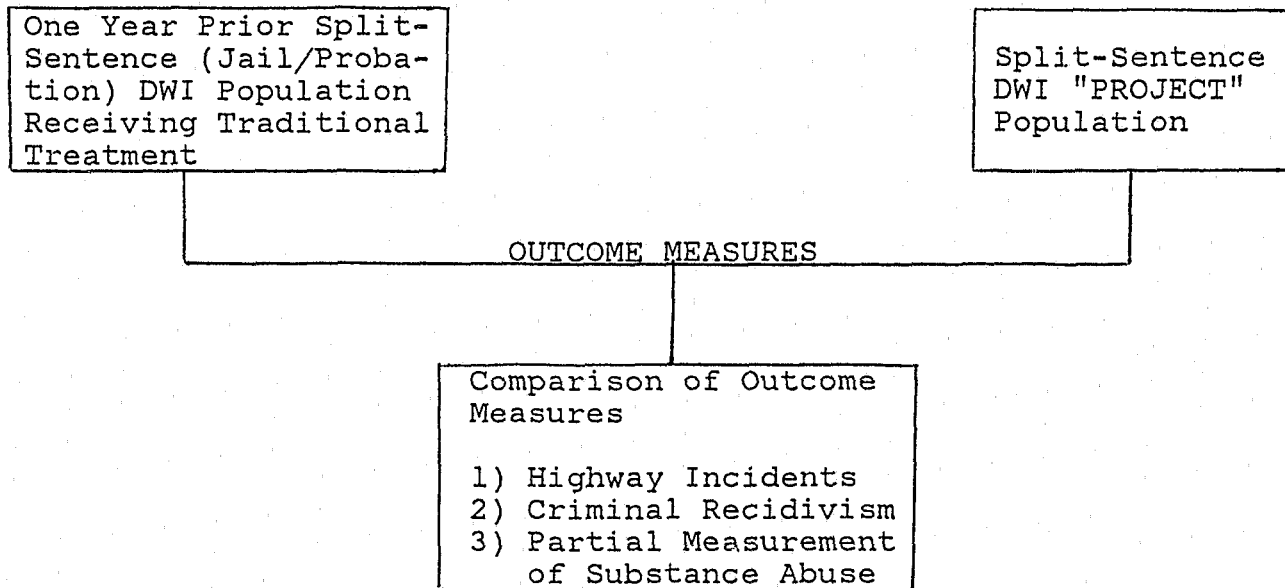 One Year Prior Split-
Sentence (Jail/Proba-
tion) DWI Population
Receiving Traditional
Treatment
Split-Sentence
DWI "PROJECT"
Population
OUTCOME MEASURES
Comparison of Outcome
Measures
1) Highway Incidents
2) Criminal Recidivism
3) Partial Measurement
of Substance Abuse